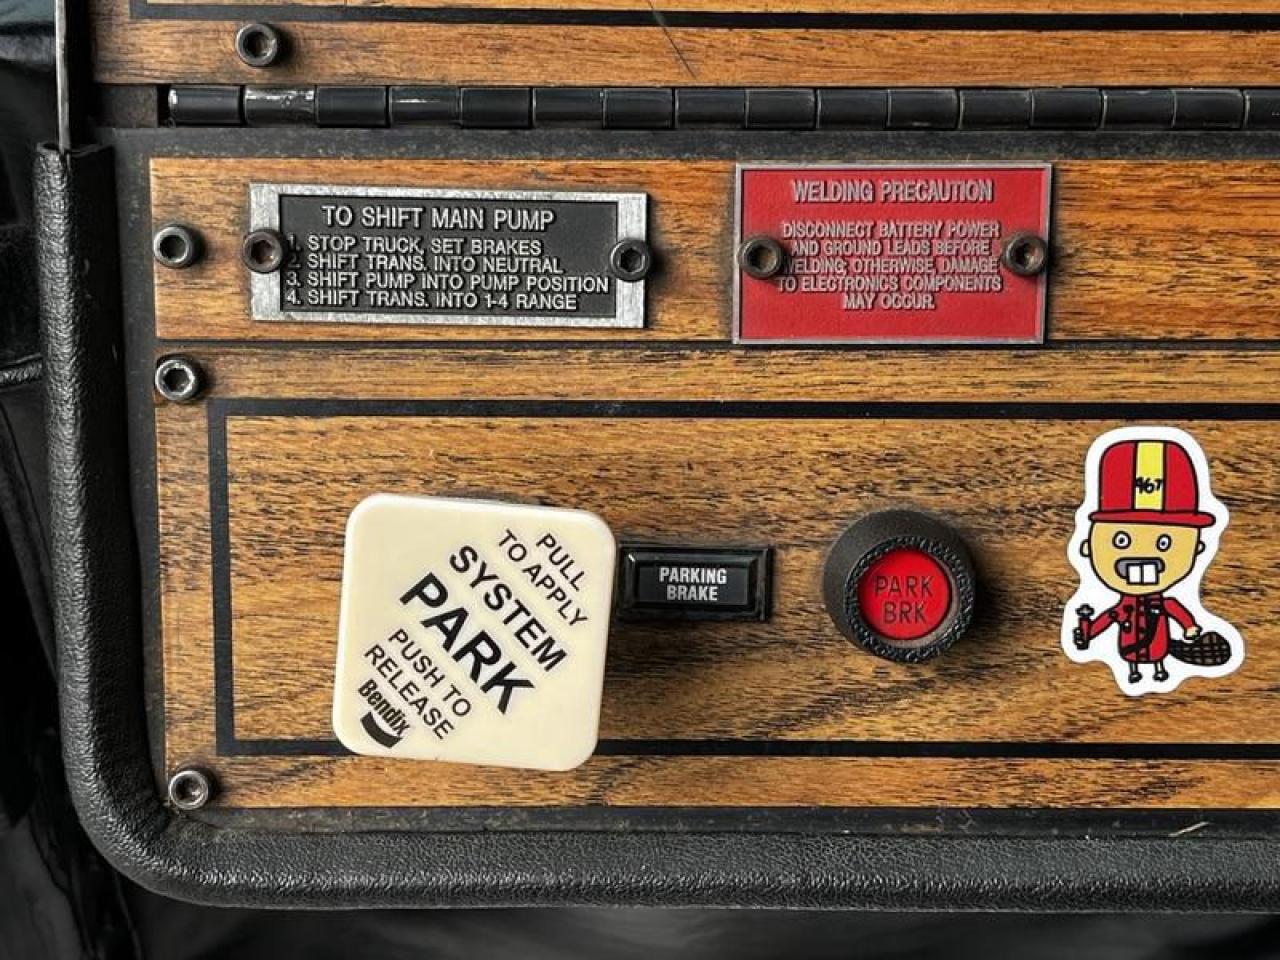 TO SHIFT MAIN PUMP
1. STOP TRUCK, SET BRAKES
2. SHIFT TRANS. INTO NEUTRAL
3. SHIFT PUMP INTO PUMP POSITION
4. SHIFT TRANS. INTO 1-4 RANGE
WELDING PRECAUTION
DISCONNECT BATTERY POWER
AND GROUND LEADS BEFORE
WELDING; OTHERWISE, DAMAGE
TO ELECTRONICS COMPONENTS
MAY OCCUR.
PULL
TO APPLY
SYSTEM
PARK
PUSH TO
RELEASE
Bendix
PARKING
BRAKE
PARK
BRK